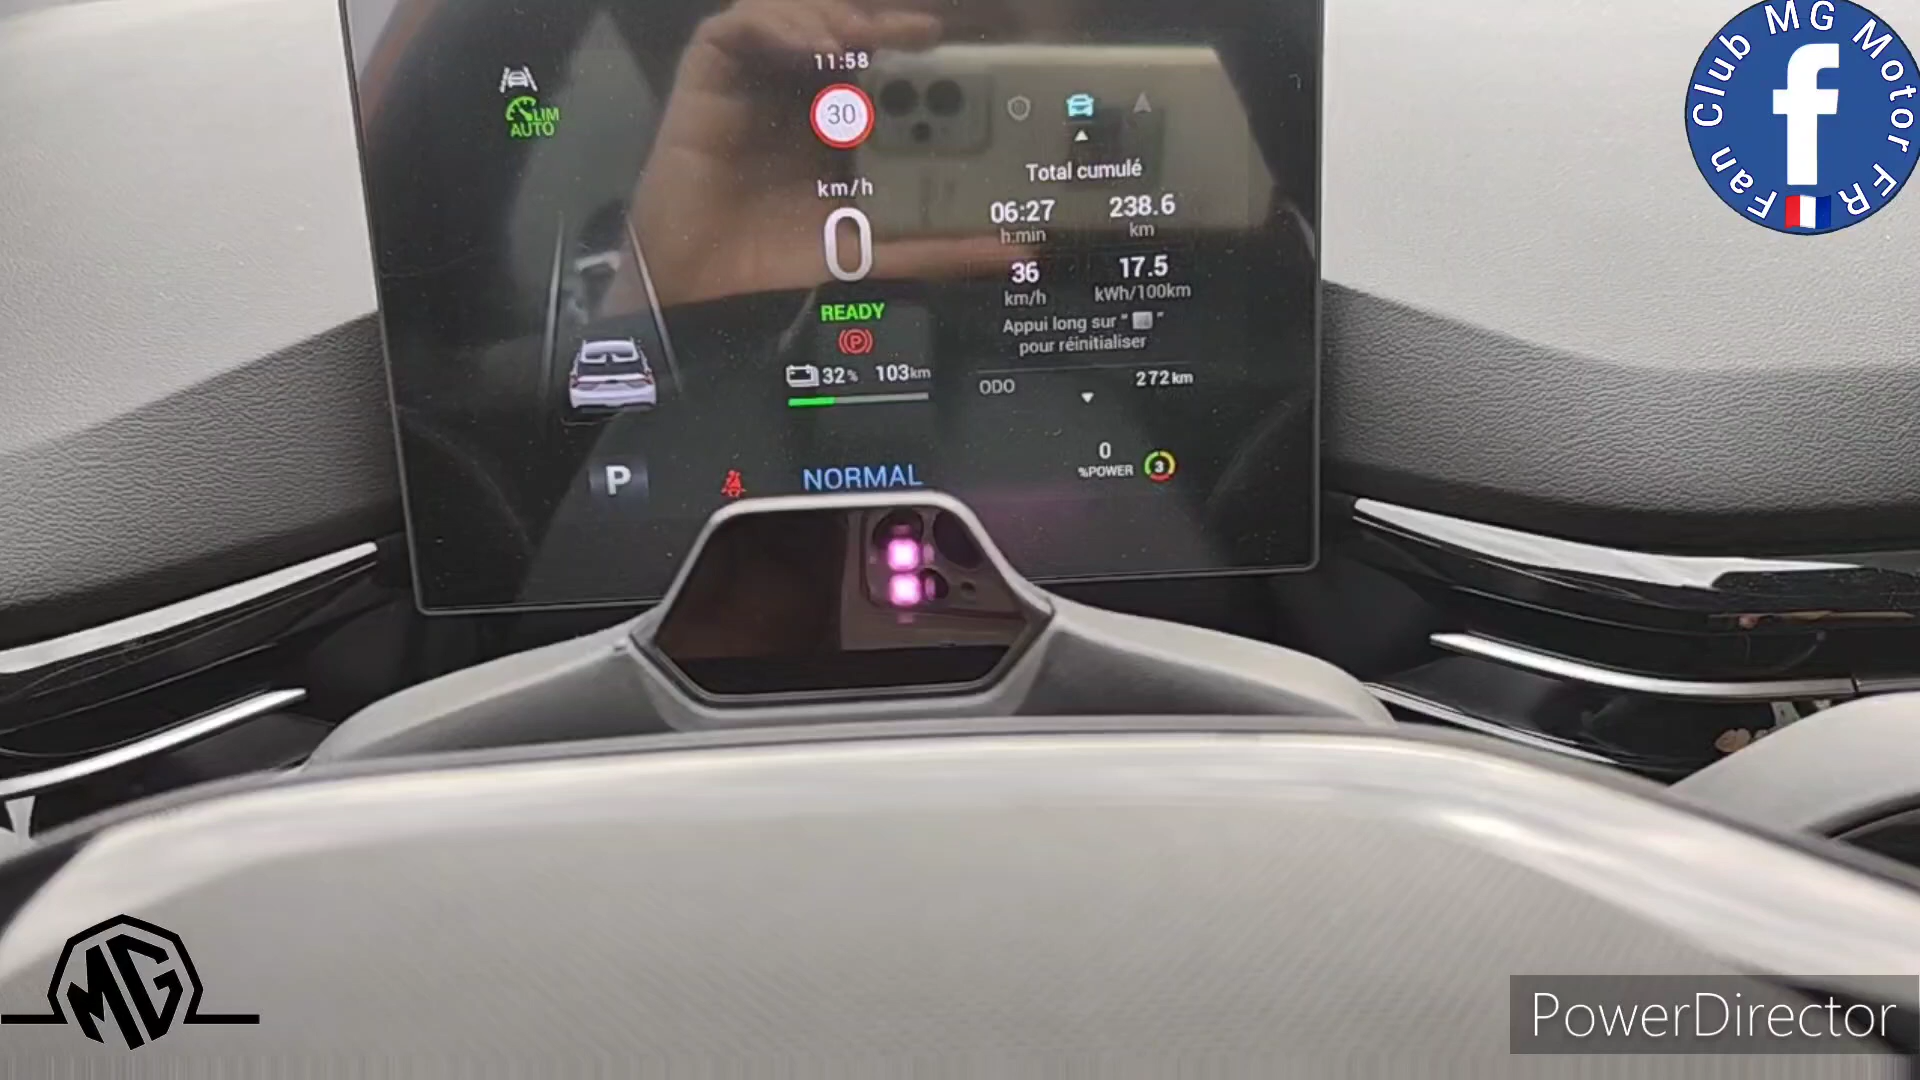 11:58
30
LIM
AUTO
km/h
0
READY
P
32% 103km
NORMAL
P
Total cumulé
06:27 238.6
h:min km
36 17.5
km/h kWh/100km
Appui long sur " "
pour réinitialiser
ODO 272km
0
%POWER 3
Fan Club MG Motor FR
f
MG
PowerDirector